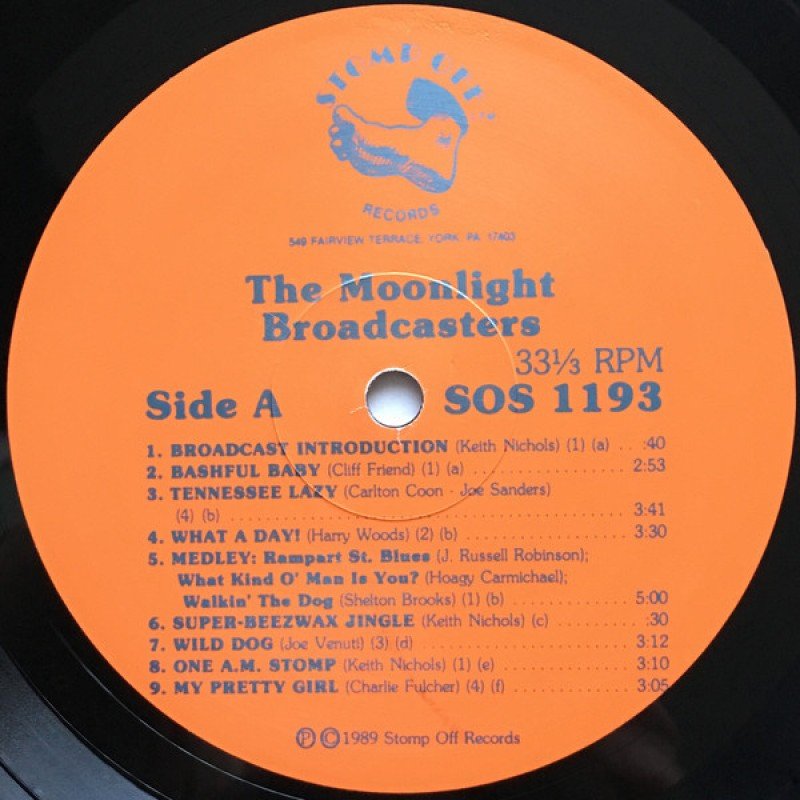 STOMP OFF
RECORDS
549 FAIRVIEW TERRACE, YORK, PA 17403
The Moonlight
Broadcasters
33⅓ RPM
Side A SOS 1193
1. BROADCAST INTRODUCTION (Keith Nichols) (1) (a) . . :40
2. BASHFUL BABY (Cliff Friend) (1) (a) . . . . . . . . . . . . . . . . . . . . 2:53
3. TENNESSEE LAZY (Carlton Coon - Joe Sanders)
(4) (b) . . . . . . . . . . . . . . . . . . . . . . . . . . . . . . . . . . . . . . . . . . . . . . 3:41
4. WHAT A DAY! (Harry Woods) (2) (b) . . . . . . . . . . . . . . . . . . . . 3:30
5. MEDLEY: Rampart St. Blues (J. Russell Robinson);
What Kind O' Man Is You? (Hoagy Carmichael);
Walkin' The Dog (Shelton Brooks) (1) (b) . . . . . . . . . . . . . 5:00
6. SUPER-BEEZWAX JINGLE (Keith Nichols) (c) . . . . . . . . . . :30
7. WILD DOG (Joe Venuti) (3) (d) . . . . . . . . . . . . . . . . . . . . . . . . . 3:12
8. ONE A.M. STOMP (Keith Nichols) (1) (e) . . . . . . . . . . . . . . . 3:10
9. MY PRETTY GIRL (Charlie Fulcher) (4) (f) . . . . . . . . . . . . . . 3:05
Ⓟ©1989 Stomp Off Records